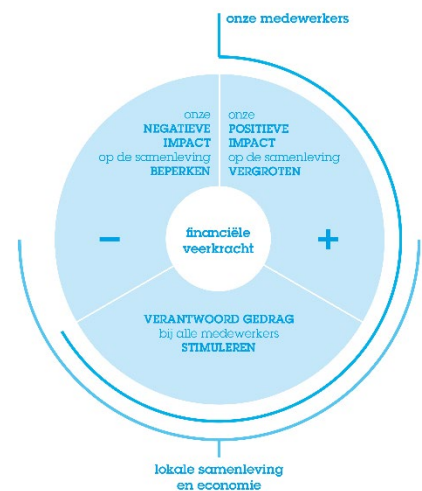 onze medewerkers
onze
NEGATIEVE
IMPACT
op de samenleving
BEPERKEN
onze
POSITIEVE
IMPACT
op de samenleving
VERGROTEN
–
financiële
veerkracht
+
VERANTWOORD GEDRAG
bij alle medewerkers
STIMULEREN
lokale samenleving
en economie